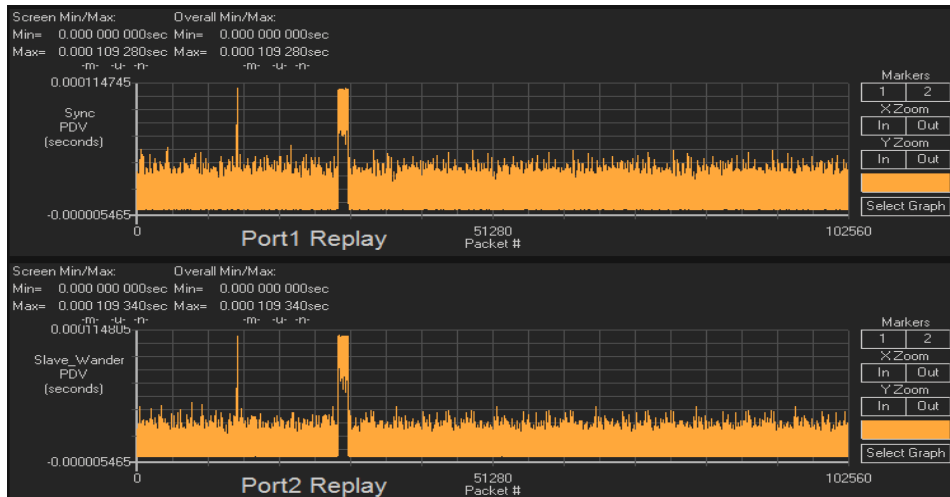 Screen Min/Max: Overall Min/Max:
Min= 0.000 000 000sec Min= 0.000 000 000sec
Max= 0.000 109 280sec Max= 0.000 109 280sec
-m- -u- -n- -m- -u- -n-
0.000114745
Sync
PDV
(seconds)
-0.000005465
0 51280 102560
Port1 Replay
Packet #
Markers
1 2
X Zoom
In Out
Y Zoom
In Out
Select Graph
Screen Min/Max: Overall Min/Max:
Min= 0.000 000 000sec Min= 0.000 000 000sec
Max= 0.000 109 340sec Max= 0.000 109 340sec
-m- -u- -n- -m- -u- -n-
0.000114805
Slave_Wander
PDV
(seconds)
-0.000005465
0 51280 102560
Port2 Replay
Packet #
Markers
1 2
X Zoom
In Out
Y Zoom
In Out
Select Graph